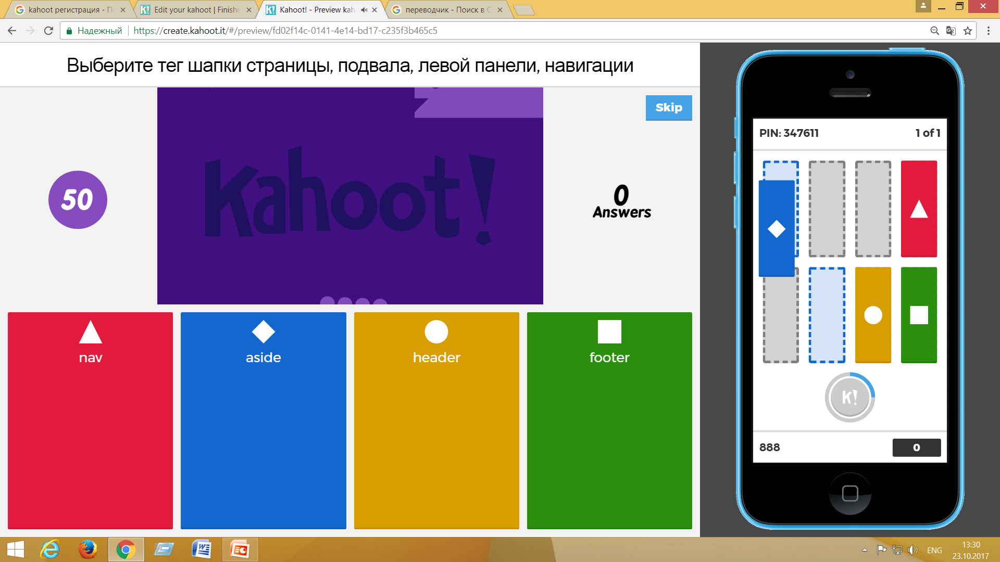 kahoot регистрация - П
Edit your kahoot | Finishe
Kahoot! - Preview kah
переводчик - Поиск в G
Надежный
https://create.kahoot.it/#/preview/fd02f14c-0141-4e14-bd17-c235f3b465c5
Выберите тег шапки страницы, подвала, левой панели, навигации
Skip
50
Kahoot!
0
Answers
nav
aside
header
footer
PIN: 347611
1 of 1
K!
888
0
ENG
13:30
23.10.2017